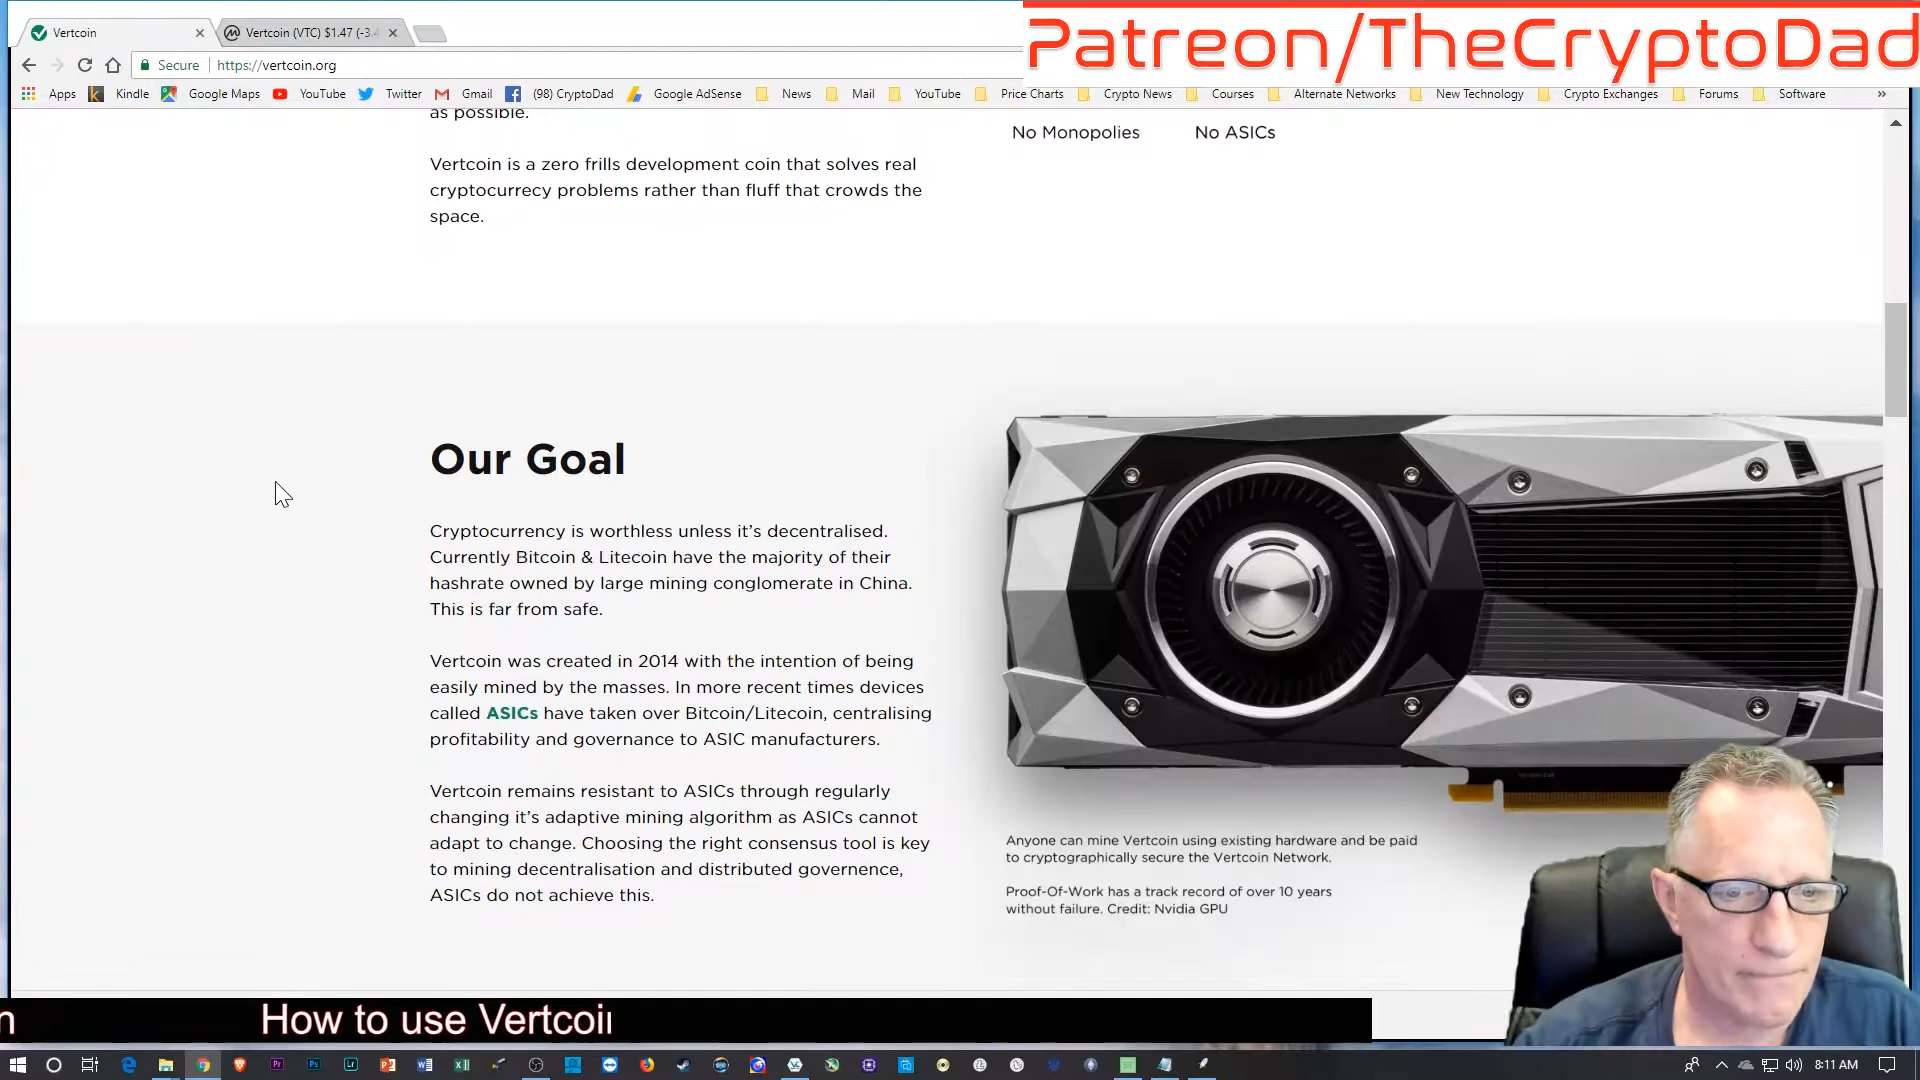 Vertcoin
Vertcoin (VTC) $1.47 (-3.4
Patreon/TheCryptoDad
Secure
https://vertcoin.org
Apps
Kindle
Google Maps
YouTube
Twitter
Gmail
(98) CryptoDad
Google AdSense
News
Mail
YouTube
Price Charts
Crypto News
Courses
Alternate Networks
New Technology
Crypto Exchanges
Forums
Software
»
as possible.
No Monopolies
No ASICs
Vertcoin is a zero frills development coin that solves real
cryptocurrecy problems rather than fluff that crowds the
space.
Our Goal
Cryptocurrency is worthless unless it’s decentralised.
Currently Bitcoin & Litecoin have the majority of their
hashrate owned by large mining conglomerate in China.
This is far from safe.
Vertcoin was created in 2014 with the intention of being
easily mined by the masses. In more recent times devices
called ASICs have taken over Bitcoin/Litecoin, centralising
profitability and governance to ASIC manufacturers.
Vertcoin remains resistant to ASICs through regularly
changing it’s adaptive mining algorithm as ASICs cannot
adapt to change. Choosing the right consensus tool is key
to mining decentralisation and distributed governence,
ASICs do not achieve this.
Anyone can mine Vertcoin using existing hardware and be paid
to cryptographically secure the Vertcoin Network.
Proof-Of-Work has a track record of over 10 years
without failure. Credit: Nvidia GPU
n
How to use Vertcoin
8:11 AM